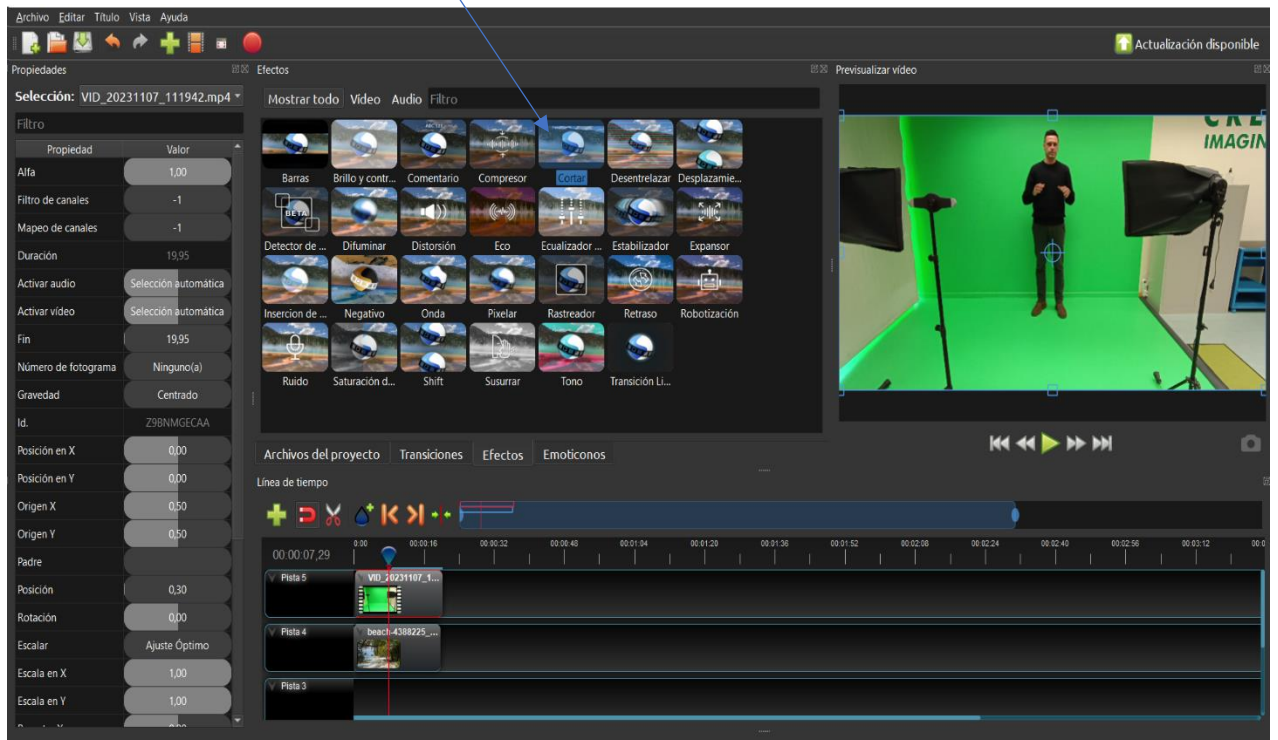 Archivo Editar Título Vista Ayuda
Actualización disponible
Propiedades
Selección: VID_20231107_111942.mp4
Filtro
Propiedad Valor
Alfa 1,00
Filtro de canales -1
Mapeo de canales -1
Duración 19,95
Activar audio Selección automática
Activar vídeo Selección automática
Fin 19,95
Número de fotograma Ninguno(a)
Gravedad Centrado
Id. Z9BNMGECAA
Posición en X 0,00
Posición en Y 0,00
Origen X 0,50
Origen Y 0,50
Padre
Posición 0,30
Rotación 0,00
Escalar Ajuste Óptimo
Escala en X 1,00
Escala en Y 1,00
Efectos
Mostrar todo Video Audio Filtro
Barras Brillo y contr... Comentario Compresor Cortar Desentrelazar Desplazamie...
BETA
Detector de ... Difuminar Distorsión Eco Ecualizador ... Estabilizador Expansor
Insercion de ... Negativo Onda Pixelar Rastreador Retraso Robotización
Ruido Saturación d... Shift Susurrar Tono Transición Li...
Archivos del proyecto Transiciones Efectos Emoticonos
Previsualizar vídeo
IMAGIN
Línea de tiempo
00:00:07,29
0:00 00:00:16 00:00:32 00:00:48 00:01:04 00:01:20 00:01:36 00:01:52 00:02:08 00:02:24 00:02:40 00:02:56 00:03:12
Pista 5 VID_20231107_1...
Pista 4 beach-4388225_...
Pista 3